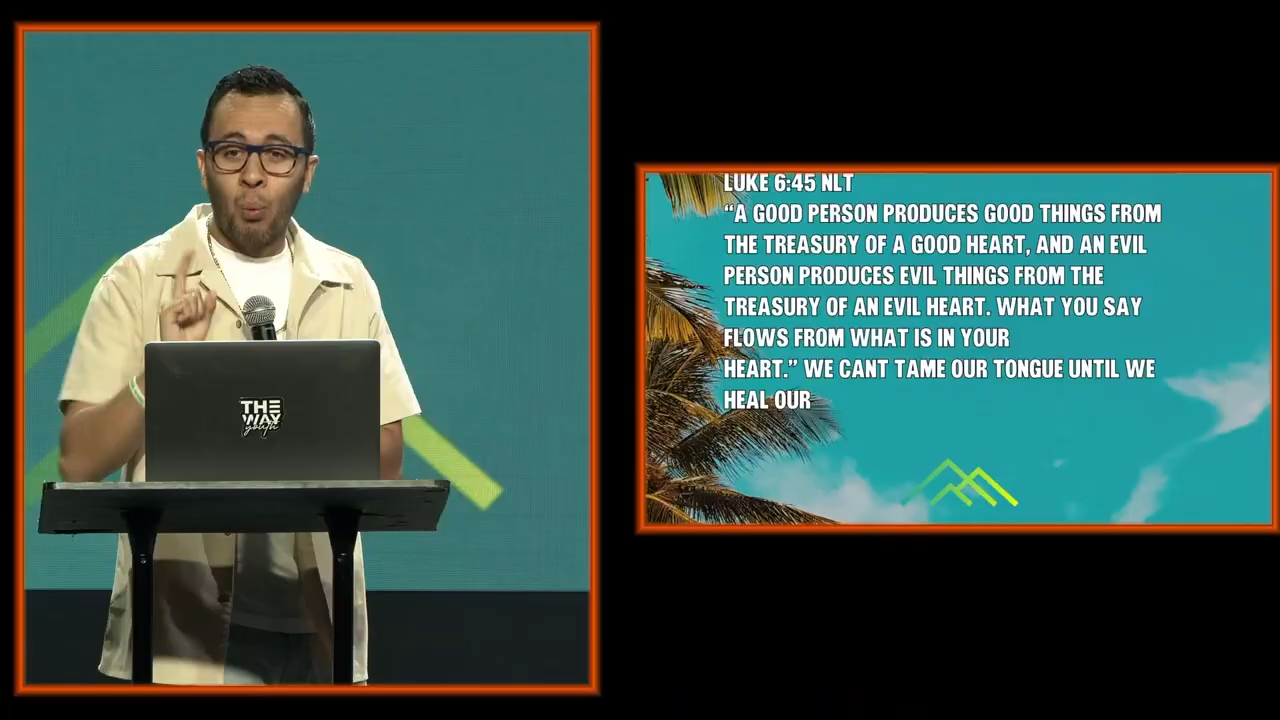 THE
WAY
youth
LUKE 6:45 NLT
“A GOOD PERSON PRODUCES GOOD THINGS FROM
THE TREASURY OF A GOOD HEART, AND AN EVIL
PERSON PRODUCES EVIL THINGS FROM THE
TREASURY OF AN EVIL HEART. WHAT YOU SAY
FLOWS FROM WHAT IS IN YOUR
HEART.” WE CANT TAME OUR TONGUE UNTIL WE
HEAL OUR